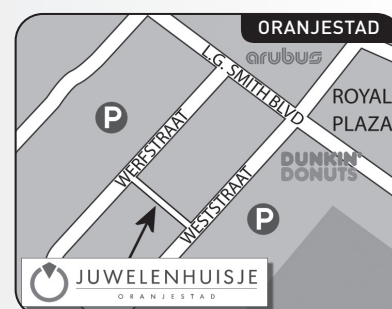 ORANJESTAD
arubus
L.G. SMITH BLVD
ROYAL
PLAZA
P
WERFSTRAAT
DUNKIN'
DONUTS
WESTSTRAAT
P
JUWELENHUISJE
ORANJESTAD